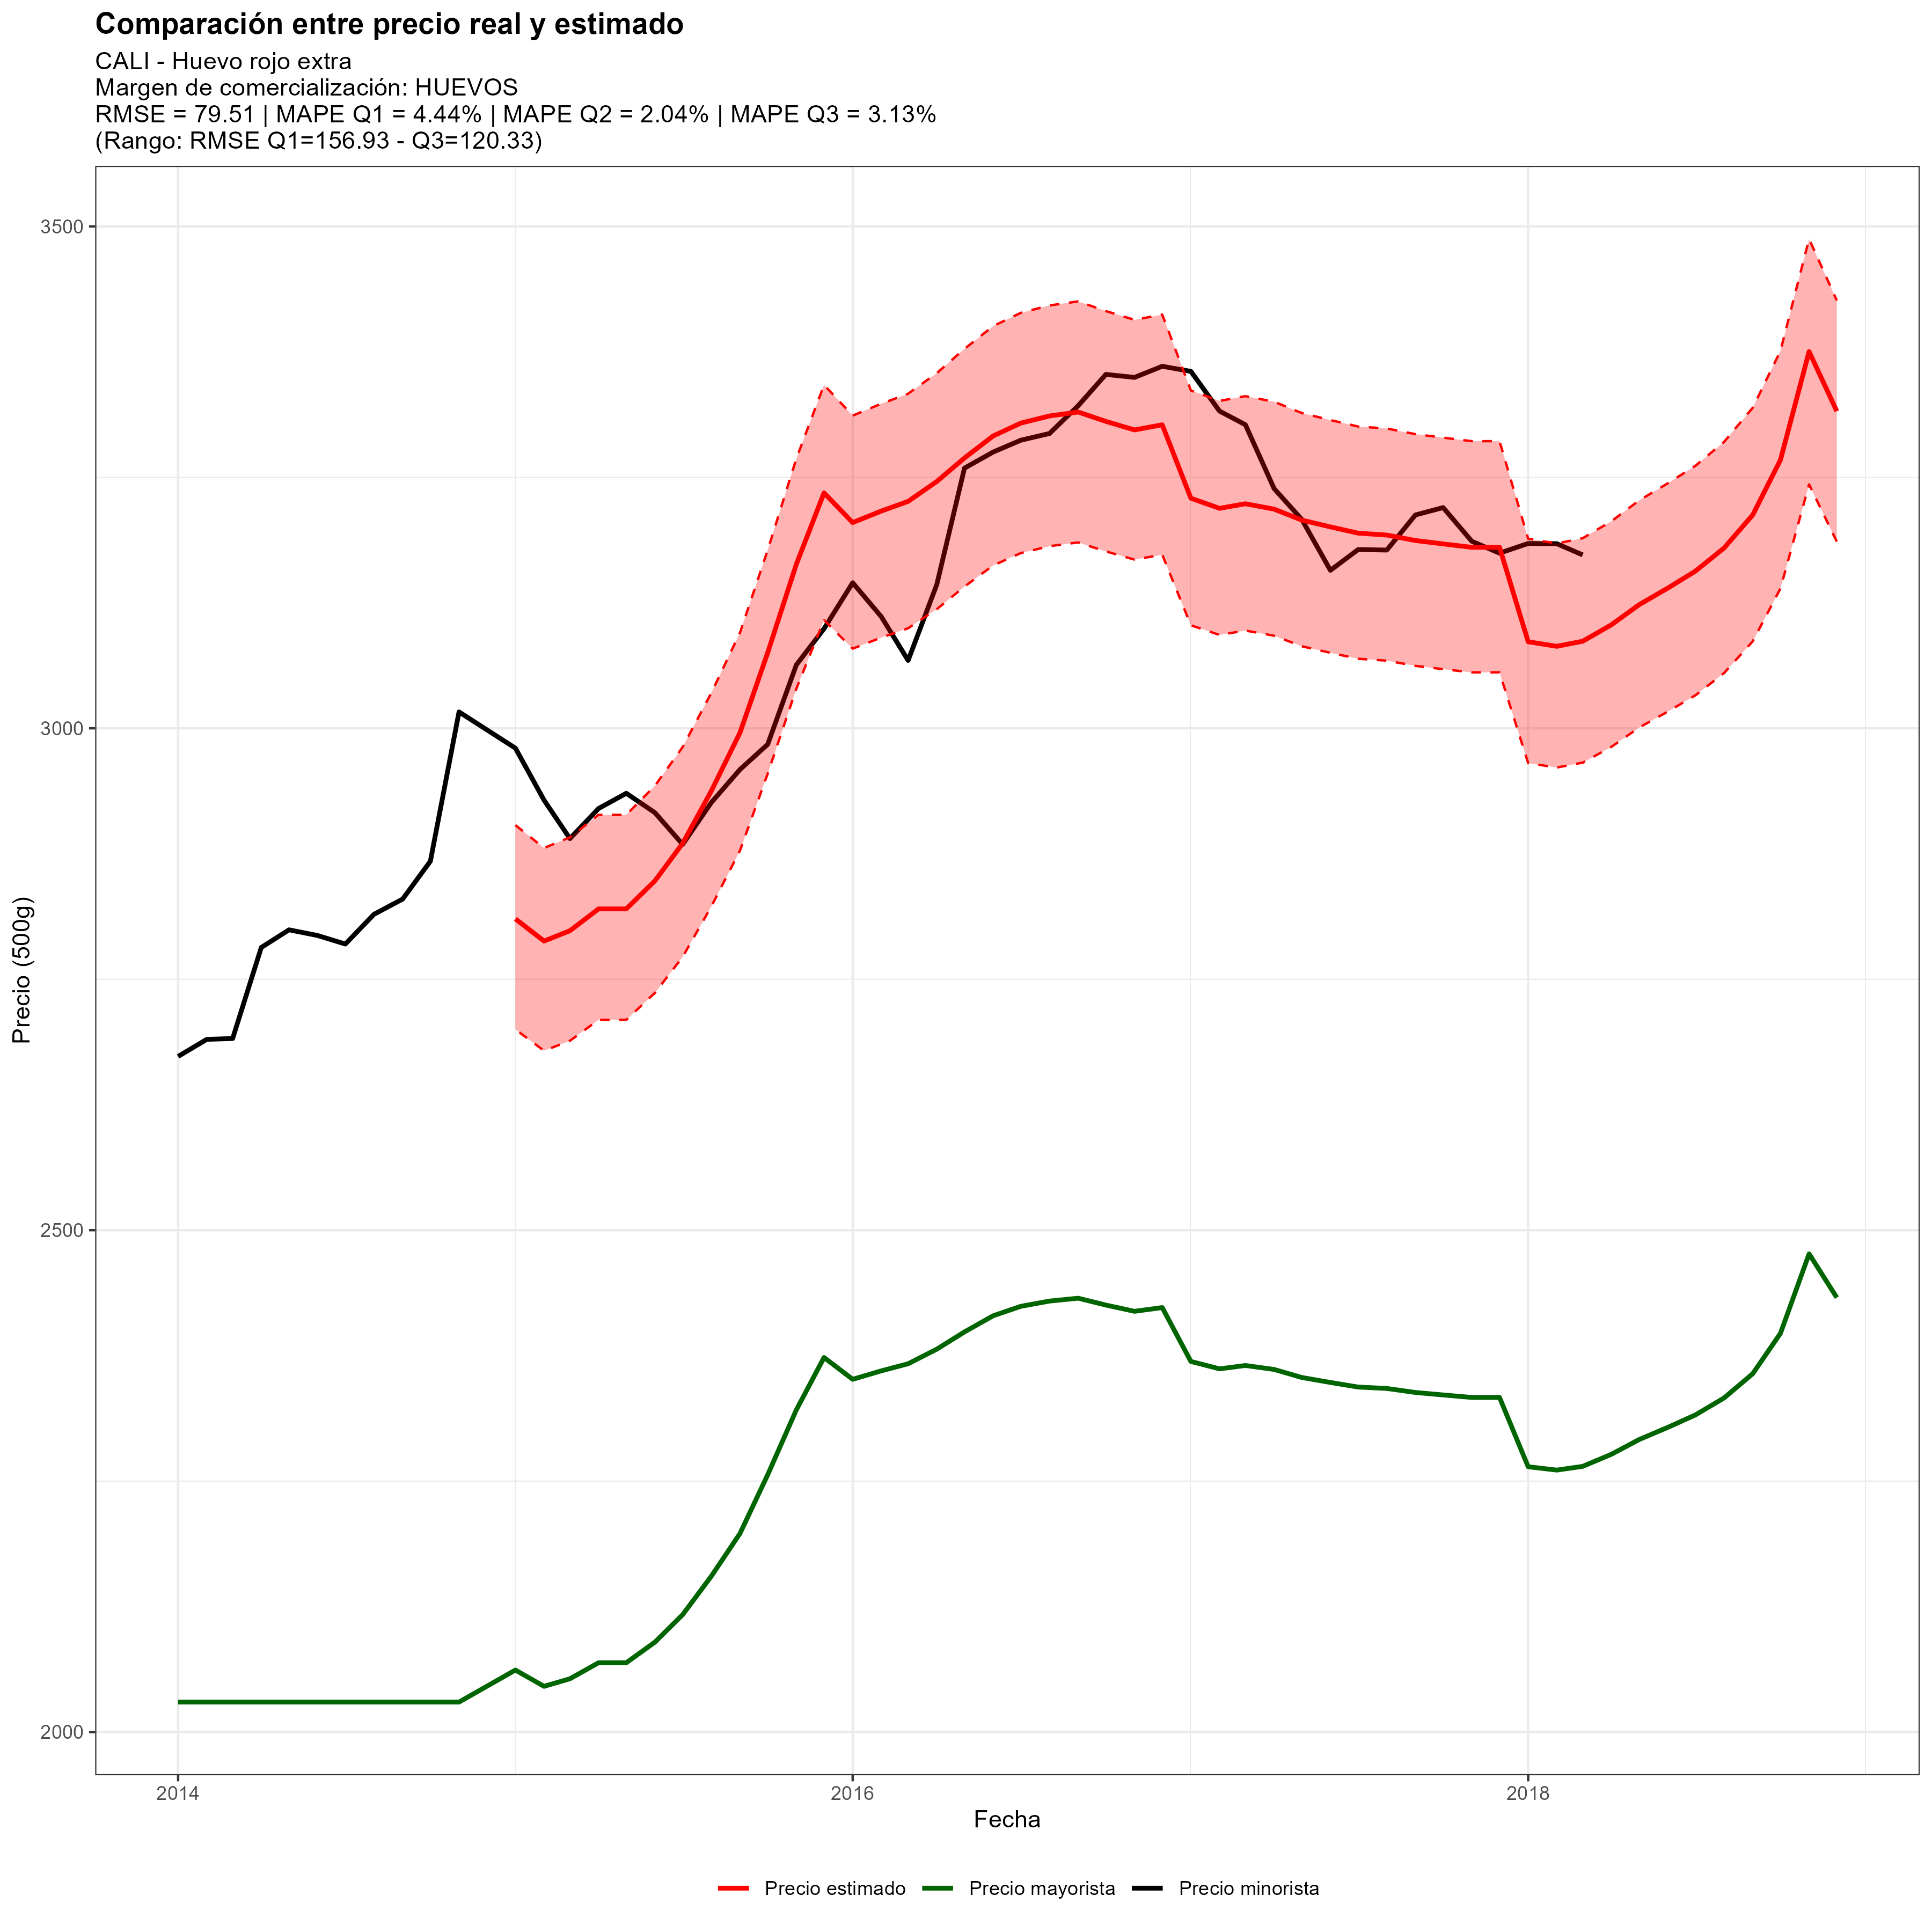 Comparación entre precio real y estimado
CALI - Huevo rojo extra
Margen de comercialización: HUEVOS
RMSE = 79.51 | MAPE Q1 = 4.44% | MAPE Q2 = 2.04% | MAPE Q3 = 3.13%
(Rango: RMSE Q1=156.93 - Q3=120.33)
3500
3000
2500
2000
Precio (500g)
2014
2016
2018
Fecha
Precio estimado
Precio mayorista
Precio minorista